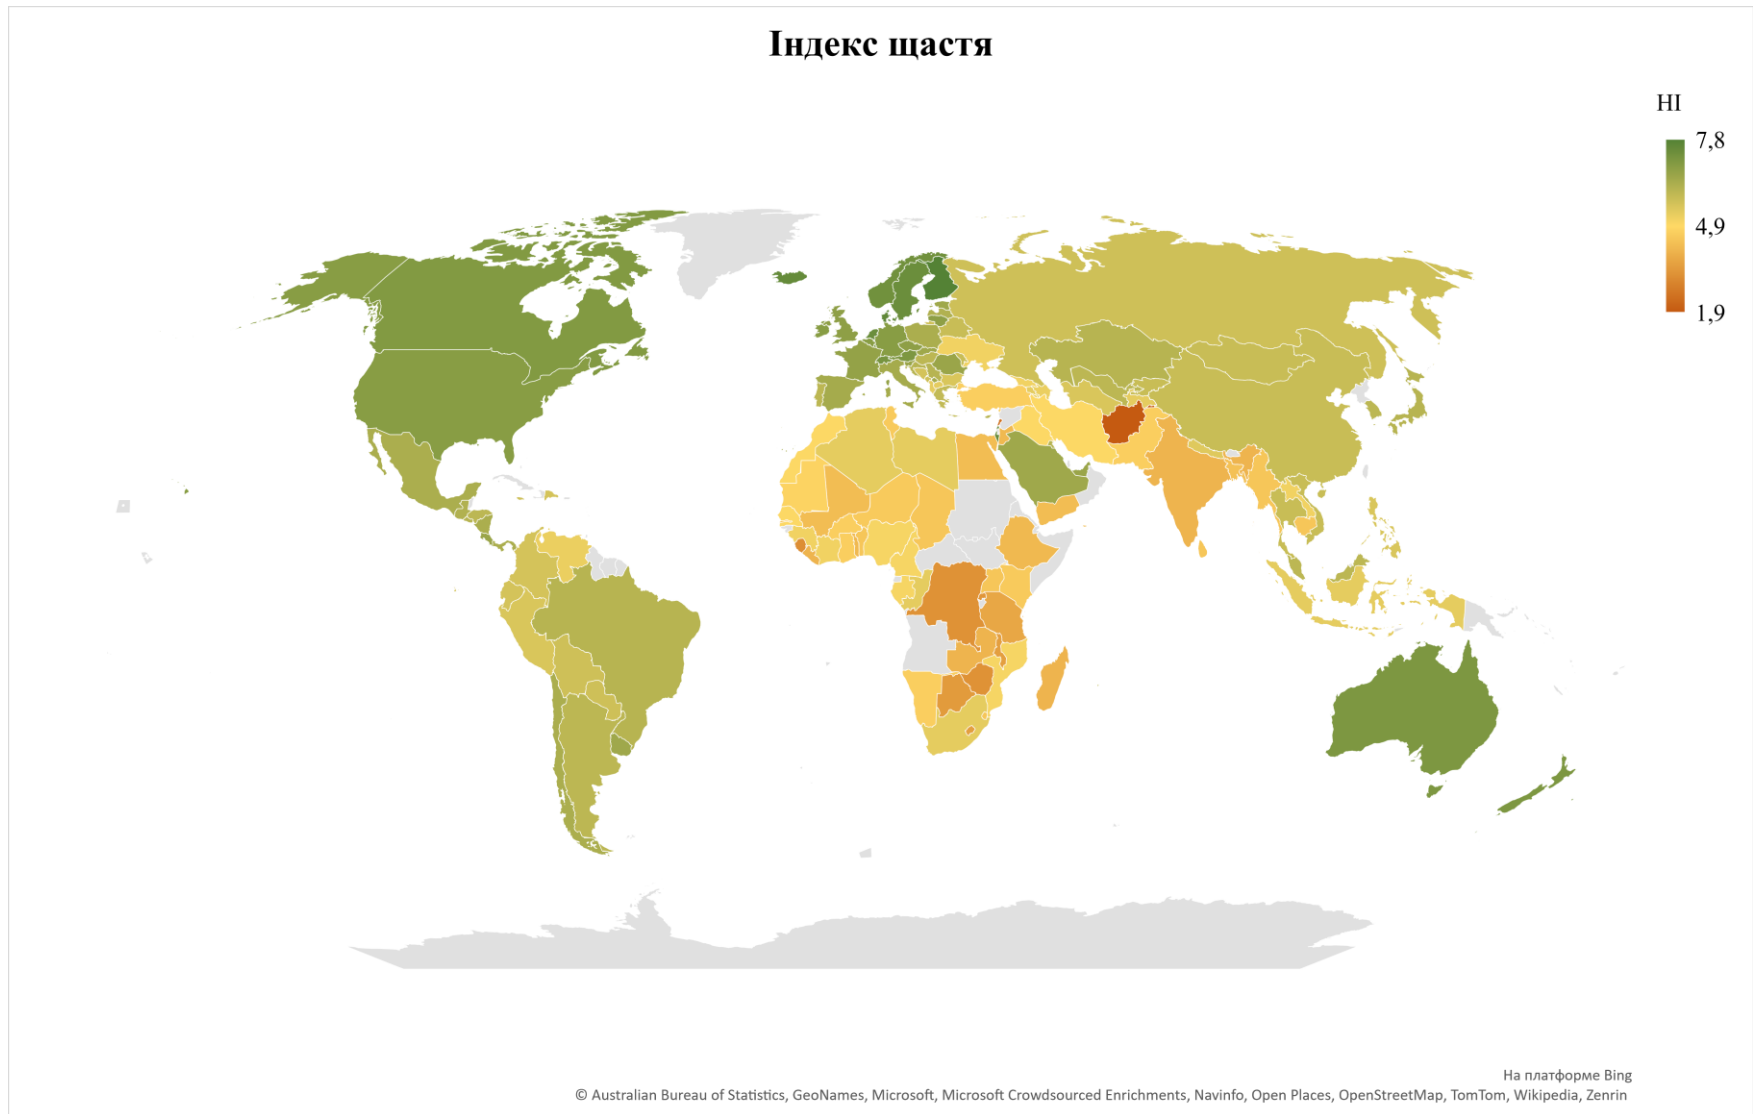 Індекс щастя
HI
7,8
4,9
1,9
На платформе Bing
© Australian Bureau of Statistics, GeoNames, Microsoft, Microsoft Crowdsourced Enrichments, Navinfo, Open Places, OpenStreetMap, TomTom, Wikipedia, Zenrin